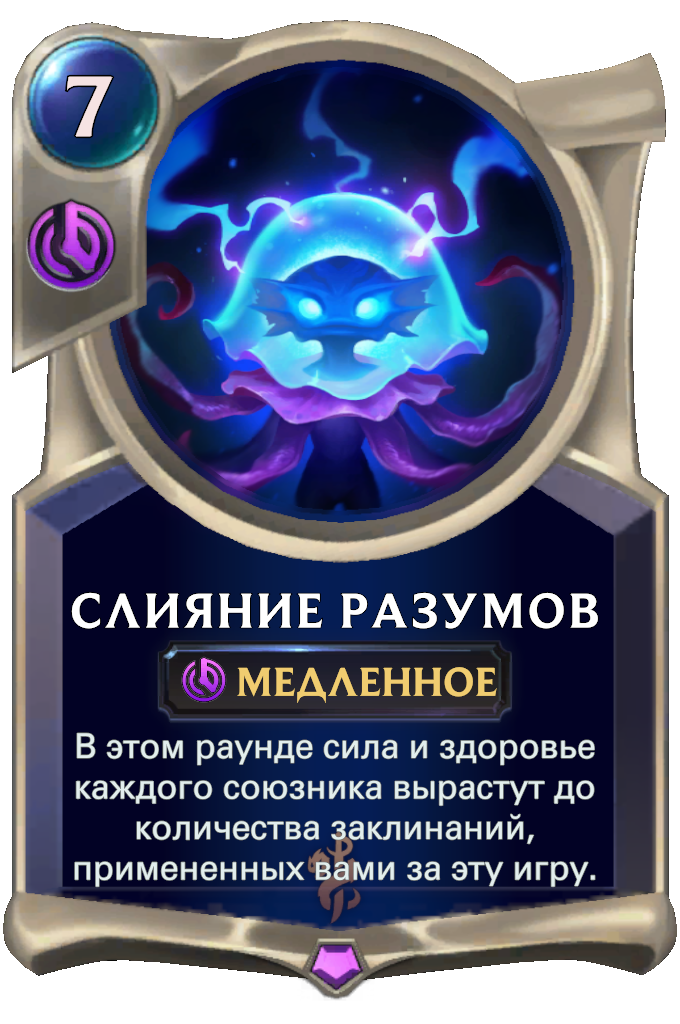 7
СЛИЯНИЕ РАЗУМОВ
МЕДЛЕННОЕ
В этом раунде сила и здоровье
каждого союзника вырастут до
количества заклинаний,
примененных вами за эту игру.